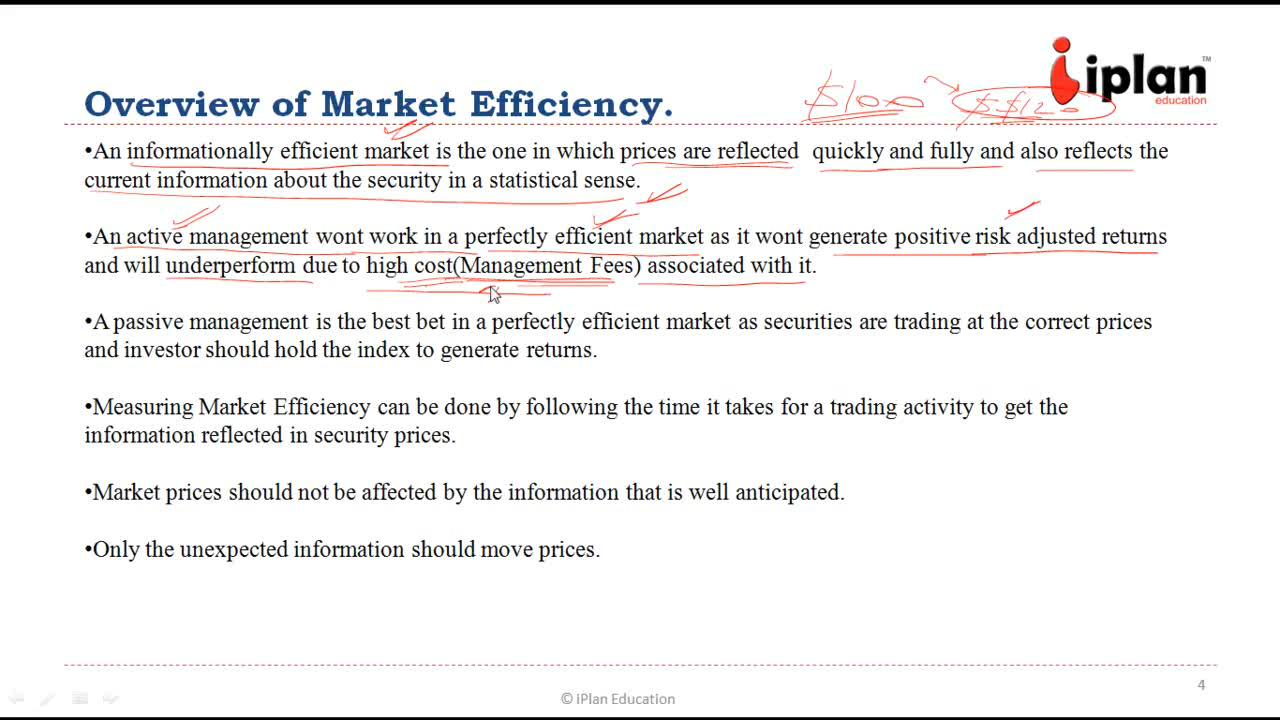 iplan™
education
$100 $ $120
Overview of Market Efficiency.
•An informationally efficient market is the one in which prices are reflected quickly and fully and also reflects the
current information about the security in a statistical sense.
•An active management wont work in a perfectly efficient market as it wont generate positive risk adjusted returns
and will underperform due to high cost(Management Fees) associated with it.
•A passive management is the best bet in a perfectly efficient market as securities are trading at the correct prices
and investor should hold the index to generate returns.
•Measuring Market Efficiency can be done by following the time it takes for a trading activity to get the
information reflected in security prices.
•Market prices should not be affected by the information that is well anticipated.
•Only the unexpected information should move prices.
© iPlan Education
4